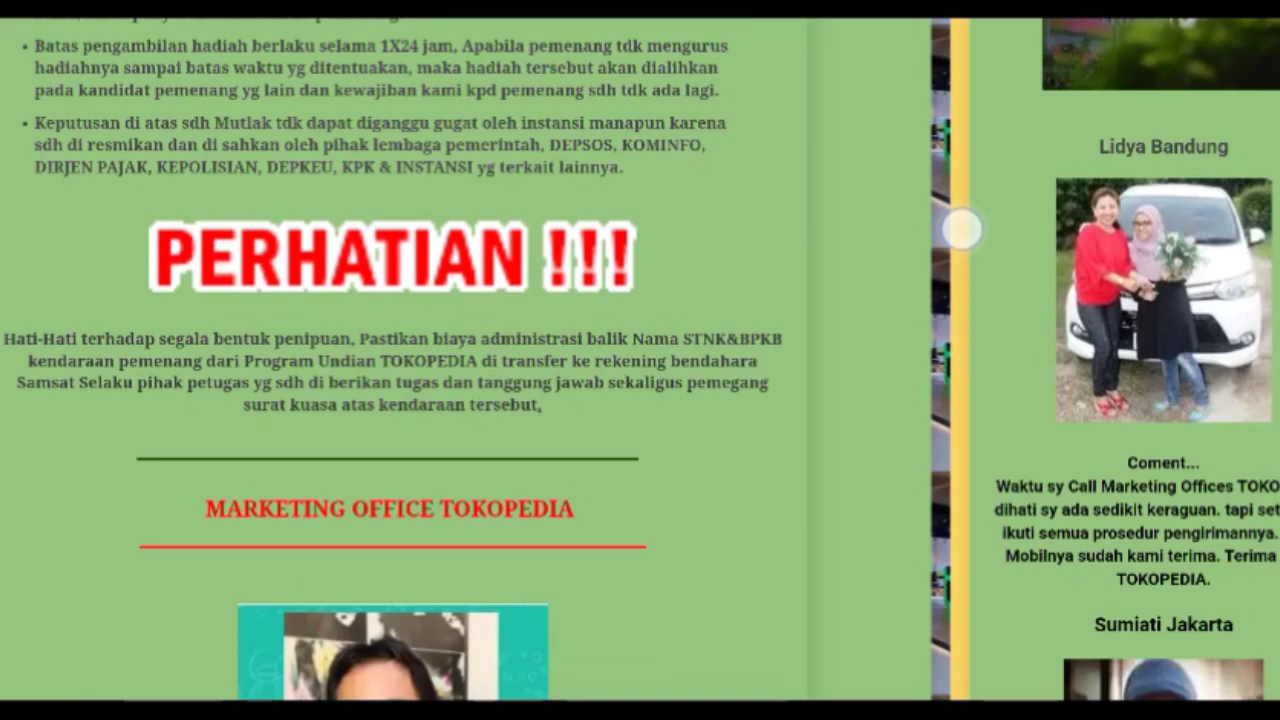 • Batas pengambilan hadiah berlaku selama 1X24 jam, Apabila pemenang tdk mengurus
hadiahnya sampai batas waktu yg ditentuakan, maka hadiah tersebut akan dialihkan
pada kandidat pemenang yg lain dan kewajiban kami kpd pemenang sdh tdk ada lagi.
• Keputusan di atas sdh Mutlak tdk dapat diganggu gugat oleh instansi manapun karena
sdh di resmikan dan di sahkan oleh pihak lembaga pemerintah, DEPSOS, KOMINFO,
DIRJEN PAJAK, KEPOLISIAN, DEPKEU, KPK & INSTANSI yg terkait lainnya.
PERHATIAN !!!
Hati-Hati terhadap segala bentuk penipuan, Pastikan biaya administrasi balik Nama STNK&BPKB
kendaraan pemenang dari Program Undian TOKOPEDIA di transfer ke rekening bendahara
Samsat Selaku pihak petugas yg sdh di berikan tugas dan tanggung jawab sekaligus pemegang
surat kuasa atas kendaraan tersebut,
MARKETING OFFICE TOKOPEDIA
Lidya Bandung
Coment...
Waktu sy Call Marketing Offices TOKO
dihati sy ada sedikit keraguan. tapi set
ikuti semua prosedur pengirimannya.
Mobilnya sudah kami terima. Terima
TOKOPEDIA.
Sumiati Jakarta